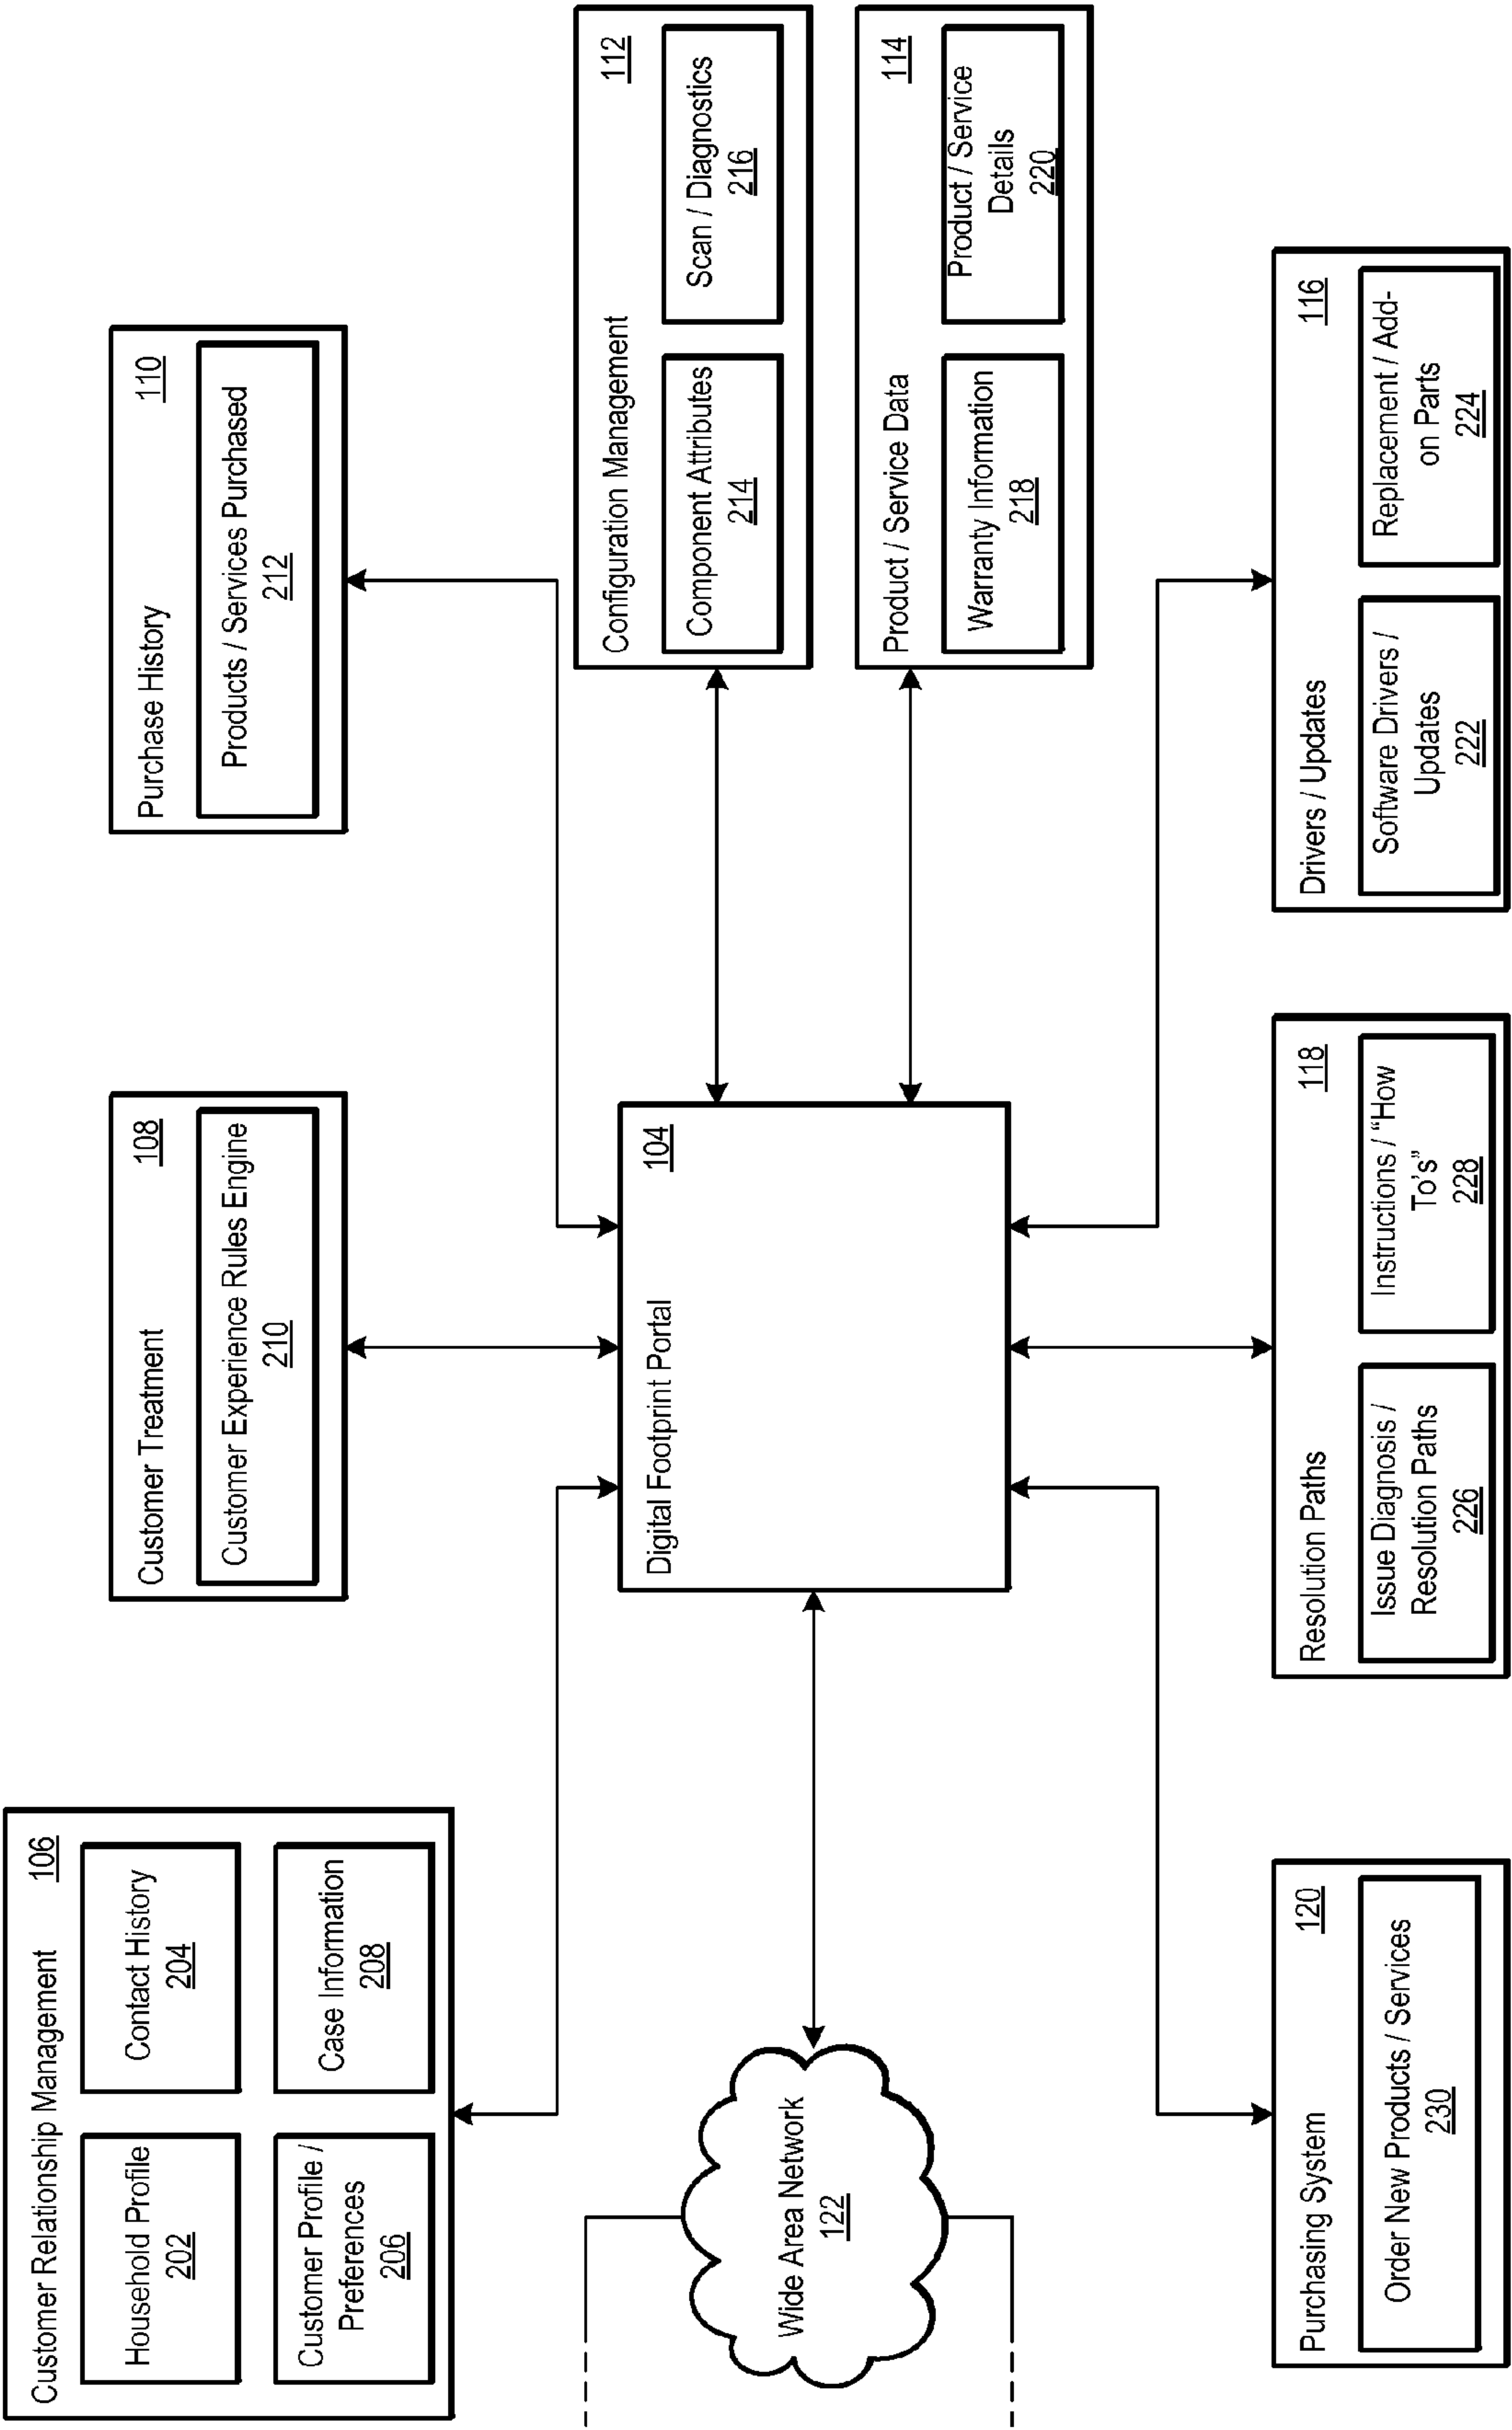 Customer Relationship Management
106
Household Profile
202
Contact History
204
Customer Profile /
Preferences
206
Case Information
208
Customer Treatment
108
Customer Experience Rules Engine
210
Purchase History
110
Products / Services Purchased
212
Wide Area Network
122
Digital Footprint Portal
104
Configuration Management
112
Component Attributes
214
Scan / Diagnostics
216
Product / Service Data
114
Warranty Information
218
Product / Service
Details
220
Purchasing System
120
Order New Products / Services
230
Resolution Paths
118
Issue Diagnosis /
Resolution Paths
226
Instructions / “How
To’s”
228
Drivers / Updates
116
Software Drivers /
Updates
222
Replacement / Add-
on Parts
224